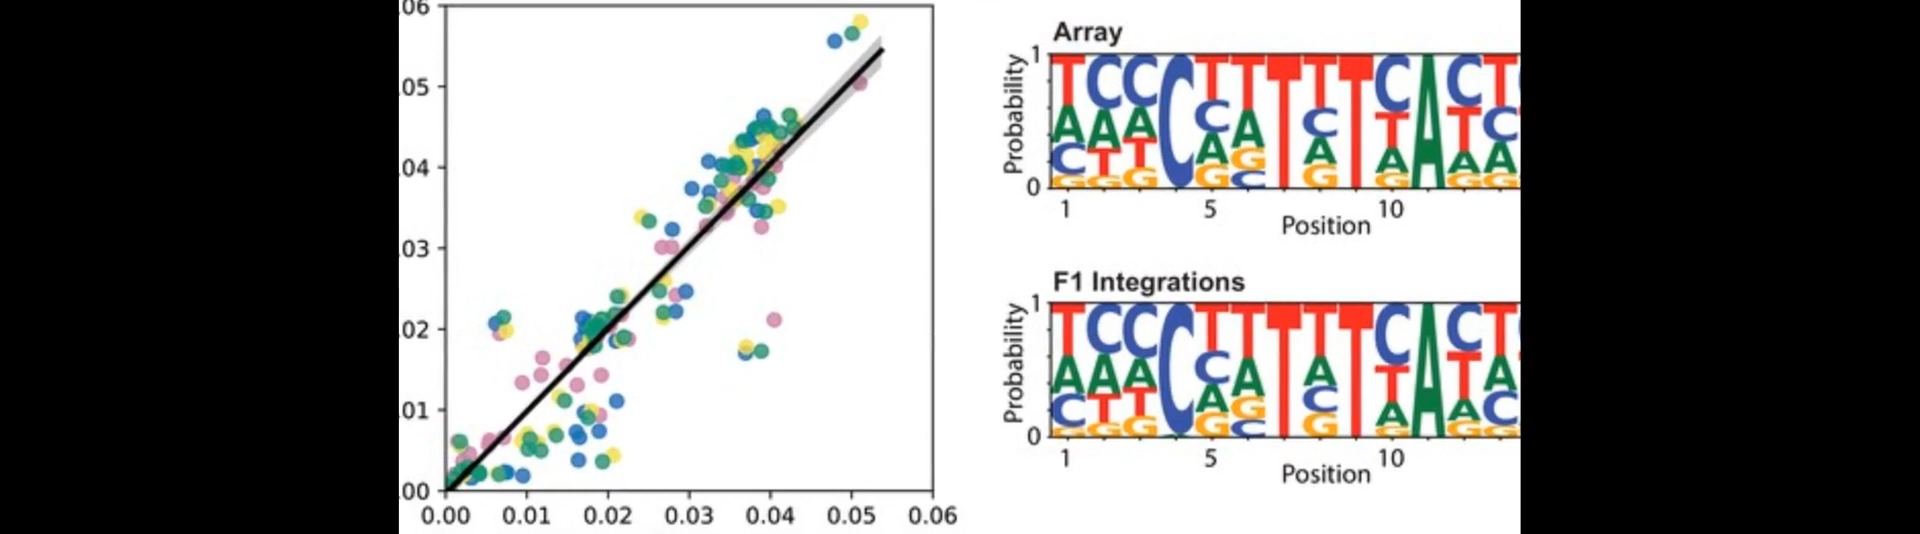 .06
.05
.04
.03
.02
.01
.00
0.00 0.01 0.02 0.03 0.04 0.05 0.06
Array
Probability
1
0
1 5 10
Position
F1 Integrations
Probability
1
0
1 5 10
Position